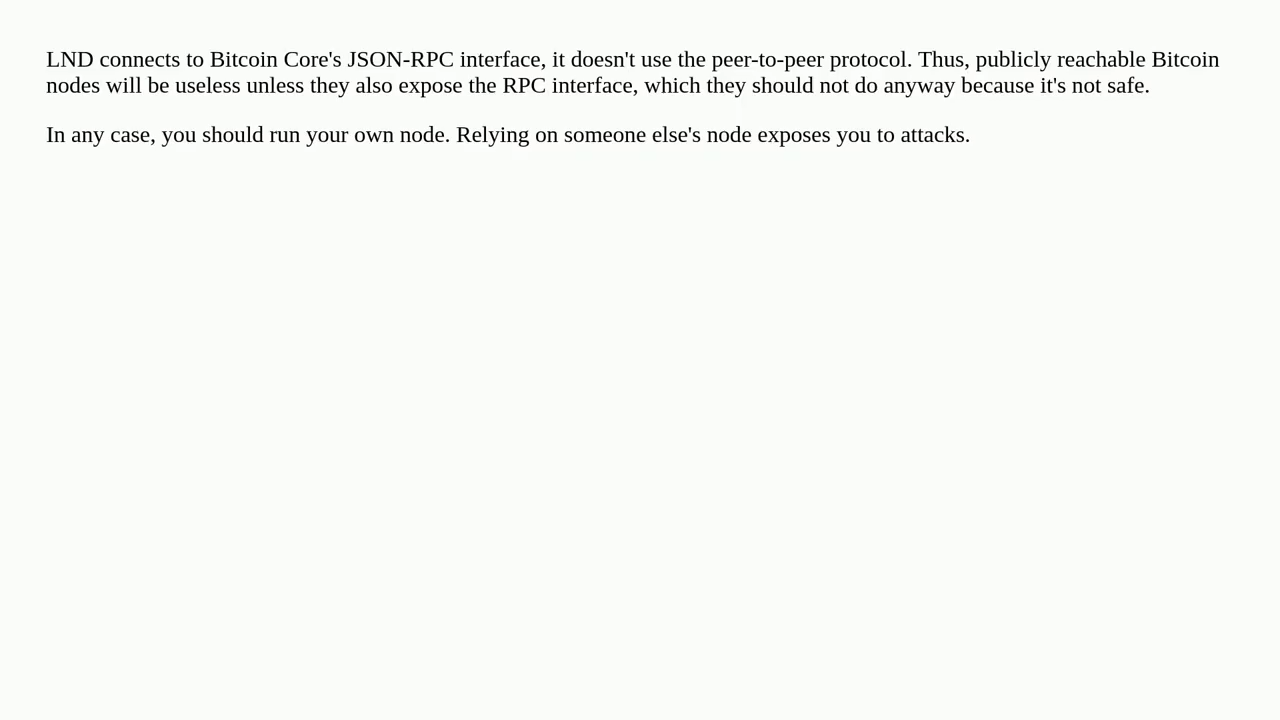 LND connects to Bitcoin Core's JSON-RPC interface, it doesn't use the peer-to-peer protocol. Thus, publicly reachable Bitcoin
nodes will be useless unless they also expose the RPC interface, which they should not do anyway because it's not safe.
In any case, you should run your own node. Relying on someone else's node exposes you to attacks.